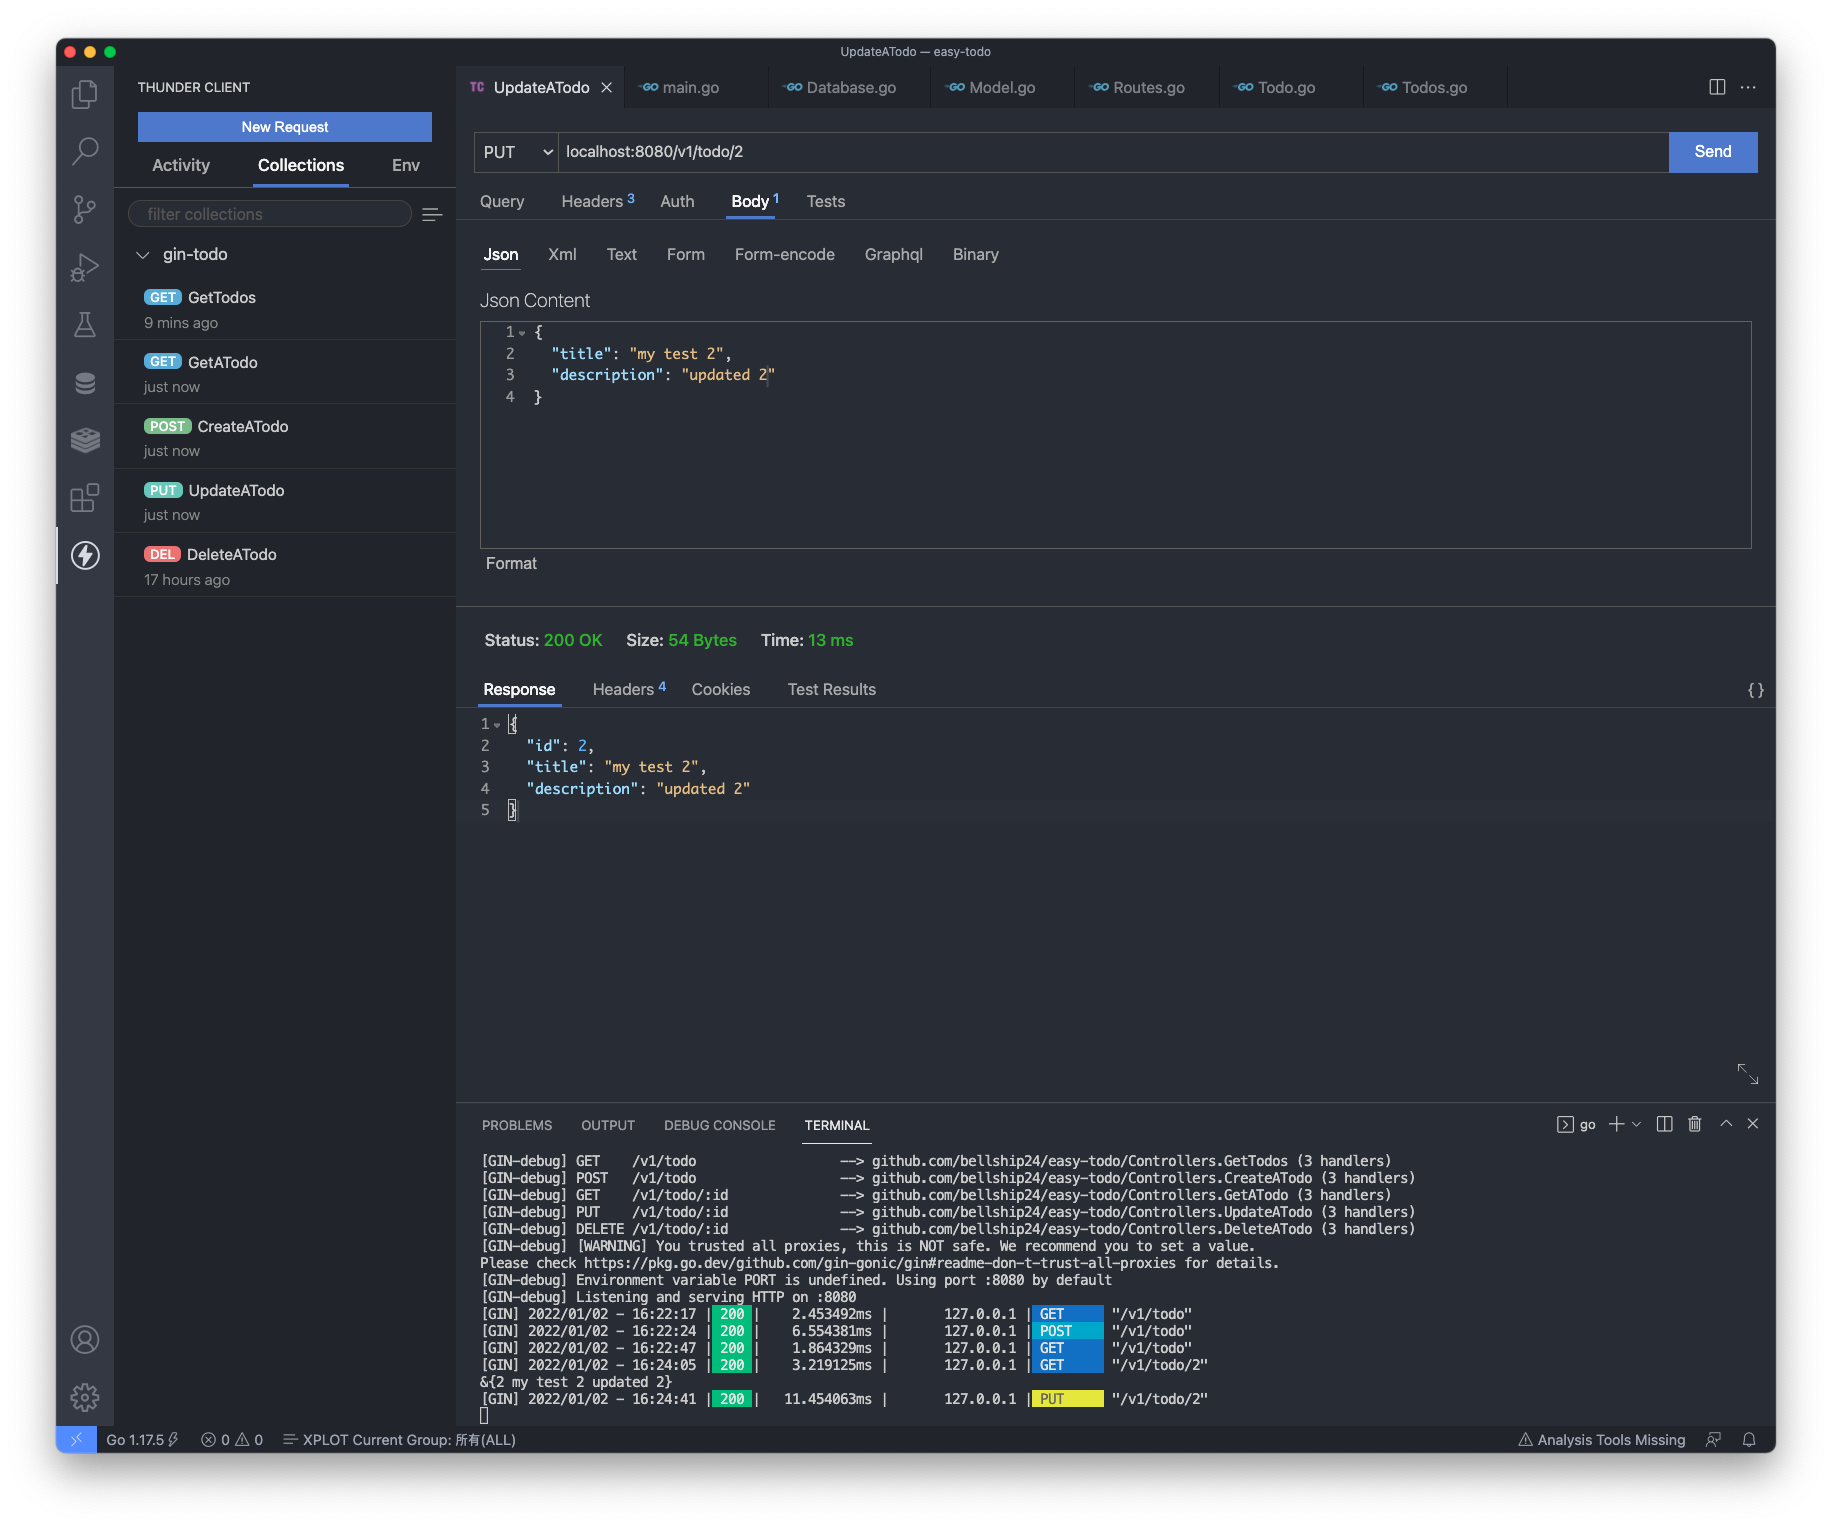 UpdateATodo — easy-todo
THUNDER CLIENT
New Request
Activity Collections Env
filter collections
gin-todo
GET GetTodos
9 mins ago
GET GetATodo
just now
POST CreateATodo
just now
PUT UpdateATodo
just now
DEL DeleteATodo
17 hours ago
TC UpdateATodo GO main.go GO Database.go GO Model.go GO Routes.go GO Todo.go GO Todos.go
PUT localhost:8080/v1/todo/2 Send
Query Headers 3 Auth Body 1 Tests
Json Xml Text Form Form-encode Graphql Binary
Json Content
1 {
2 "title": "my test 2",
3 "description": "updated 2"
4 }
Format
Status: 200 OK Size: 54 Bytes Time: 13 ms
Response Headers 4 Cookies Test Results {}
1 {
2 "id": 2,
3 "title": "my test 2",
4 "description": "updated 2"
5 }
PROBLEMS OUTPUT DEBUG CONSOLE TERMINAL go
[GIN-debug] GET /v1/todo --> github.com/bellship24/easy-todo/Controllers.GetTodos (3 handlers)
[GIN-debug] POST /v1/todo --> github.com/bellship24/easy-todo/Controllers.CreateATodo (3 handlers)
[GIN-debug] GET /v1/todo/:id --> github.com/bellship24/easy-todo/Controllers.GetATodo (3 handlers)
[GIN-debug] PUT /v1/todo/:id --> github.com/bellship24/easy-todo/Controllers.UpdateATodo (3 handlers)
[GIN-debug] DELETE /v1/todo/:id --> github.com/bellship24/easy-todo/Controllers.DeleteATodo (3 handlers)
[GIN-debug] [WARNING] You trusted all proxies, this is NOT safe. We recommend you to set a value.
Please check https://pkg.go.dev/github.com/gin-gonic/gin#readme-don-t-trust-all-proxies for details.
[GIN-debug] Environment variable PORT is undefined. Using port :8080 by default
[GIN-debug] Listening and serving HTTP on :8080
[GIN] 2022/01/02 - 16:22:17 | 200 | 2.453492ms | 127.0.0.1 | GET "/v1/todo"
[GIN] 2022/01/02 - 16:22:24 | 200 | 6.554381ms | 127.0.0.1 | POST "/v1/todo"
[GIN] 2022/01/02 - 16:22:47 | 200 | 1.864329ms | 127.0.0.1 | GET "/v1/todo"
[GIN] 2022/01/02 - 16:24:05 | 200 | 3.219125ms | 127.0.0.1 | GET "/v1/todo/2"
&{2 my test 2 updated 2}
[GIN] 2022/01/02 - 16:24:41 | 200 | 11.454063ms | 127.0.0.1 | PUT "/v1/todo/2"
Go 1.17.5 0 0 XPLOT Current Group: 所有(ALL) Analysis Tools Missing